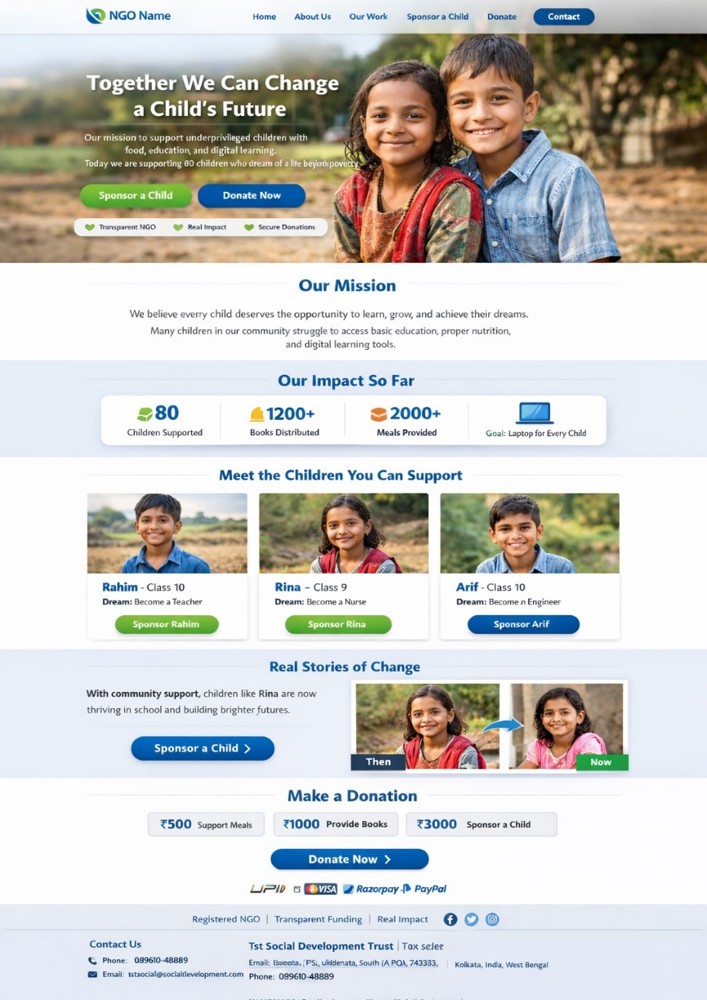 NGO Name
Home About Us Our Work Sponsor a Child Donate Contact
Together We Can Change
a Child's Future
Our mission to support underprivileged children with
food, education, and digital learning.
Today we are supporting 80 children who dream of a life beyond poverty
Sponsor a Child Donate Now
Transparent NGO Real Impact Secure Donations
Our Mission
We believe everry child deserves the opportunity to learn, grow, and achieve their dreams.
Many children in our community struggle to access basic education, proper nutrition,
and digital learning tools.
Our Impact So Far
80 1200+ 2000+
Children Supported Books Distributed Meals Provided Goal: Laptop for Every Child
Meet the Children You Can Support
Rahim - Class 10
Dream: Become a Teacher
Sponsor Rahim
Rina - Class 9
Dream: Become a Nurse
Sponsor Rina
Arif - Class 10
Dream: Become n Engineer
Sponsor Arif
Real Stories of Change
With community support, children like Rina are now
thriving in school and building brighter futures.
Sponsor a Child >
Then Now
Make a Donation
₹500 Support Meals ₹1000 Provide Books ₹3000 Sponsor a Child
Donate Now >
UPI VISA Razorpay PayPal
Registered NGO | Transparent Funding | Real Impact
Contact Us
Phone: 089610-48889
Email: tstsocial@socialdevelopment.com
Tst Social Development Trust | Tax
Email: South 743383, | Kolkata, India, West Bengal
Phone: 089610-48889